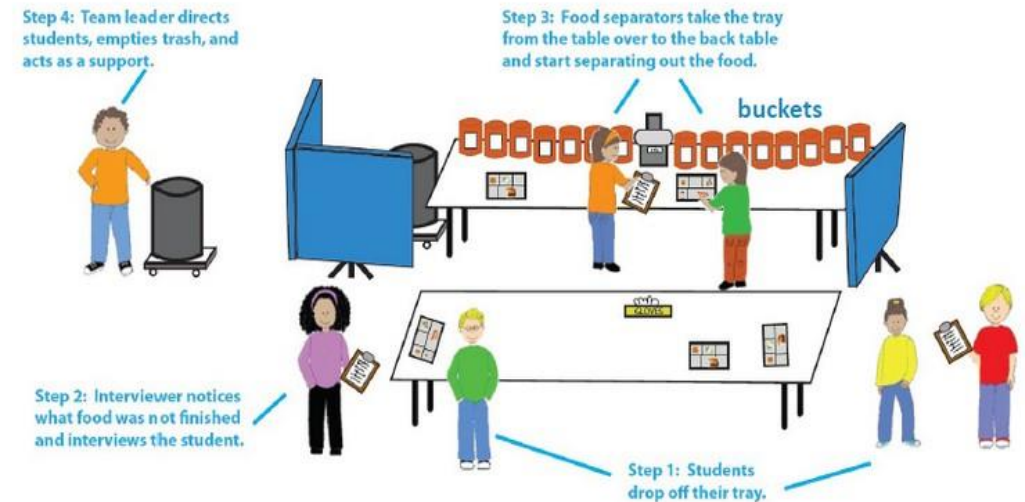 Step 4: Team leader directs
students, empties trash, and
acts as a support.
Step 3: Food separators take the tray
from the table over to the back table
and start separating out the food.
buckets
GLOVES
Step 2: Interviewer notices
what food was not finished
and interviews the student.
Step 1: Students
drop off their tray.